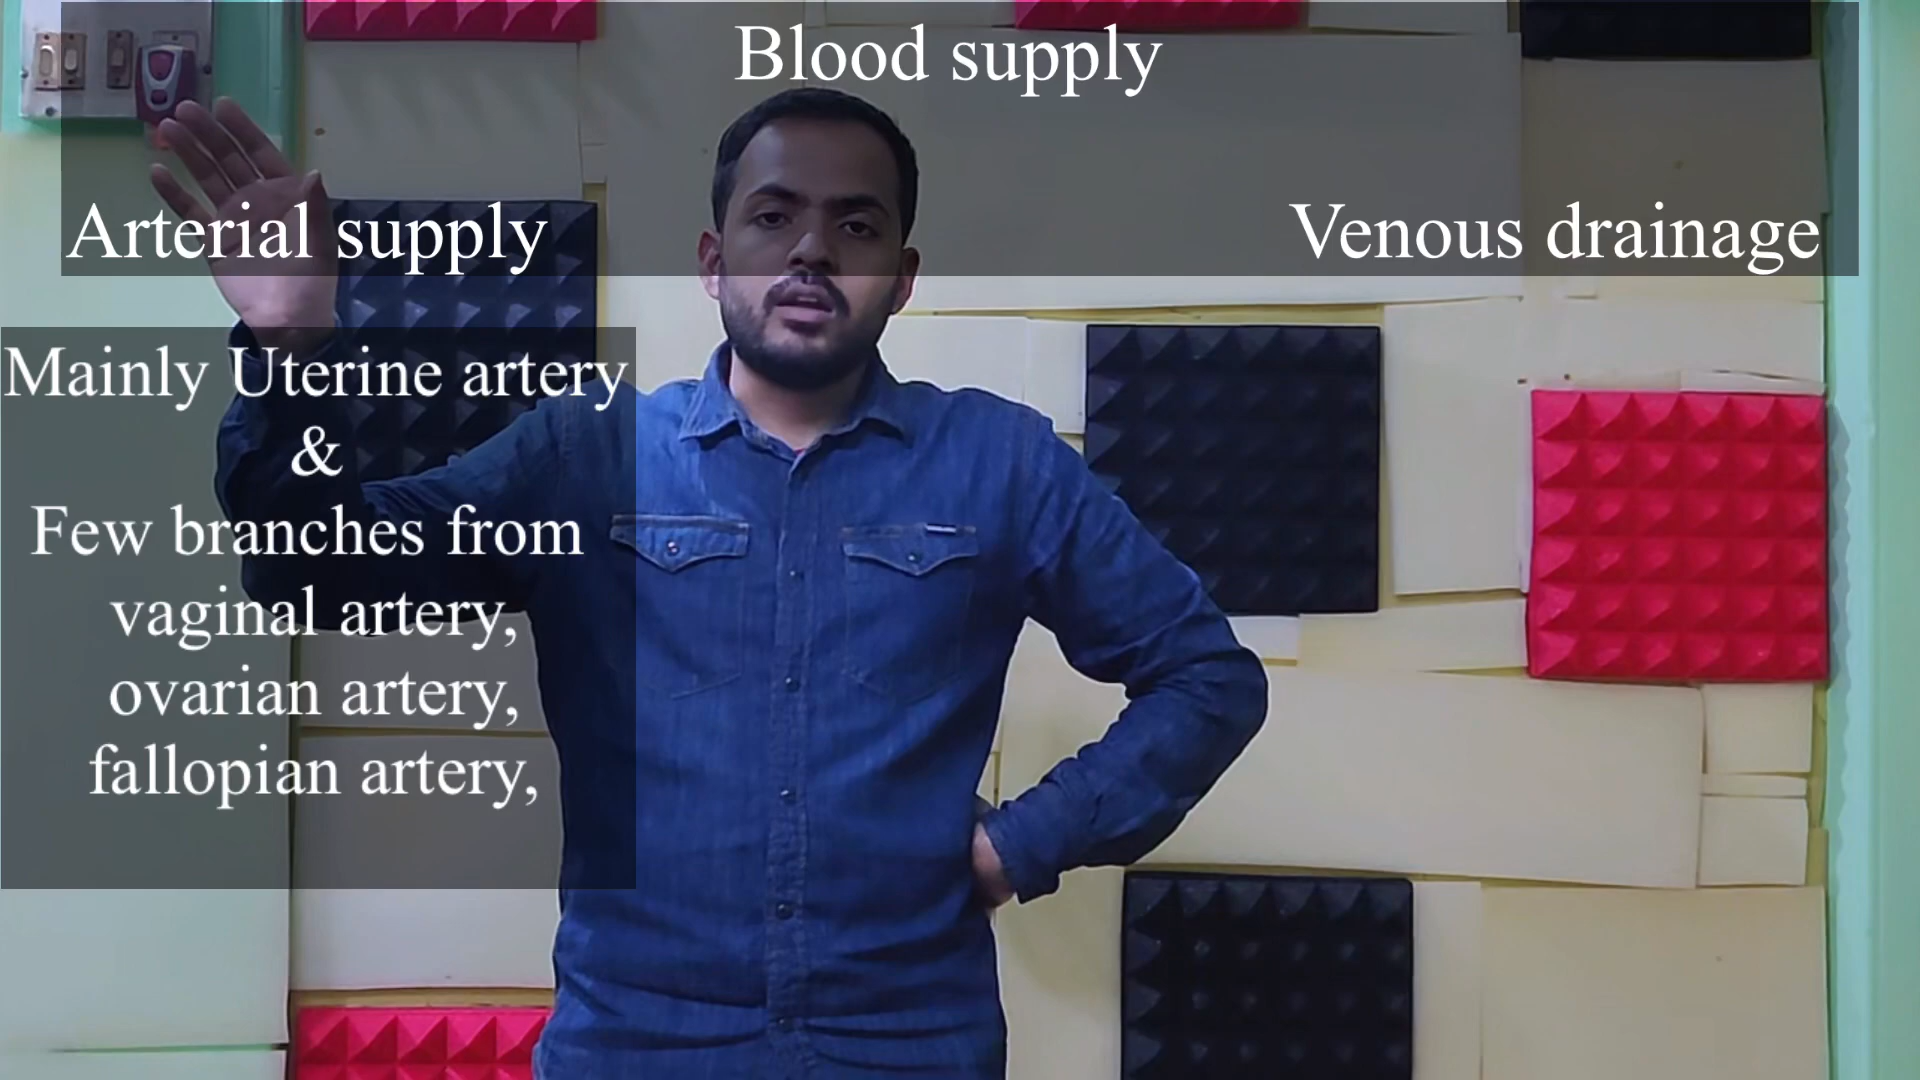 Blood supply
Arterial supply
Venous drainage
Mainly Uterine artery
&
Few branches from
vaginal artery,
ovarian artery,
fallopian artery,